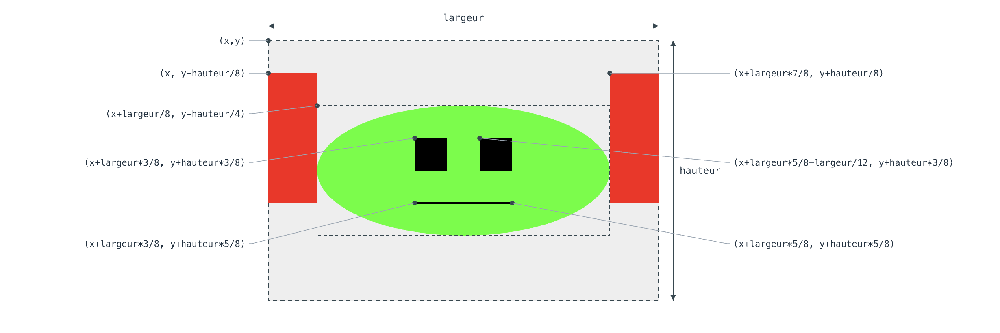 largeur
(x,y)
(x, y+hauteur/8)
(x+largeur*7/8, y+hauteur/8)
(x+largeur/8, y+hauteur/4)
(x+largeur*3/8, y+hauteur*3/8)
(x+largeur*5/8−largeur/12, y+hauteur*3/8)
hauteur
(x+largeur*3/8, y+hauteur*5/8)
(x+largeur*5/8, y+hauteur*5/8)